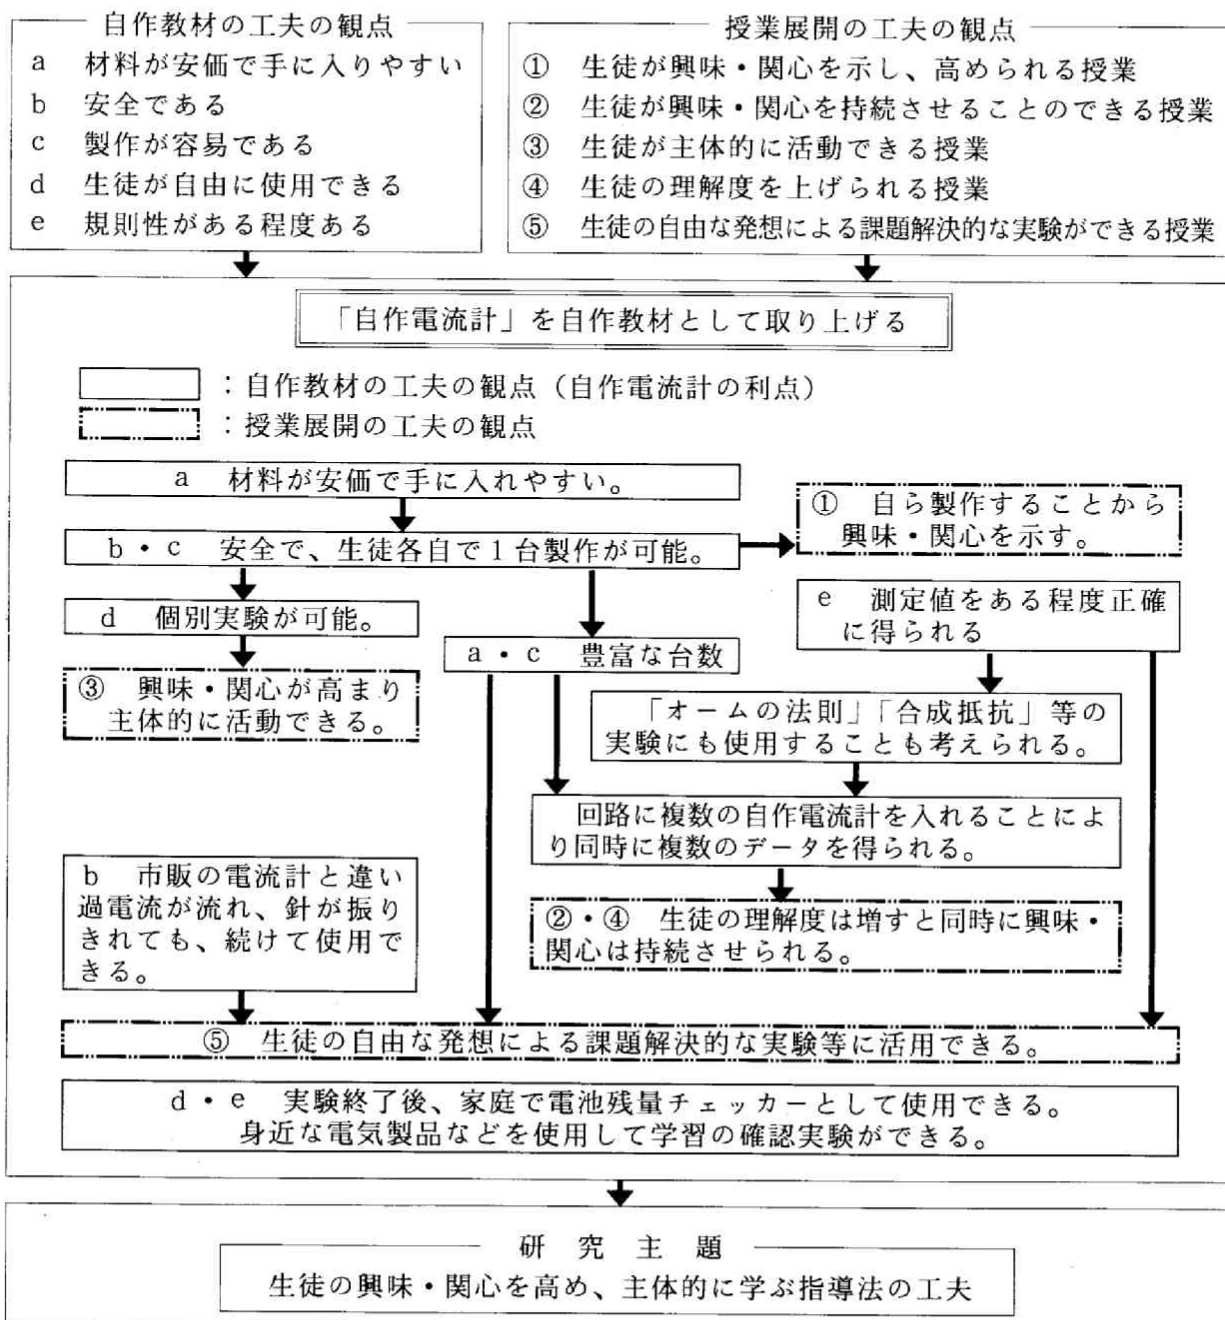 自作教材の工夫の観点
a 材料が安価で手に入りやすい
b 安全である
c 製作が容易である
d 生徒が自由に使用できる
e 規則性がある程度ある
授業展開の工夫の観点
① 生徒が興味・関心を示し、高められる授業
② 生徒が興味・関心を持続させることのできる授業
③ 生徒が主体的に活動できる授業
④ 生徒の理解度を上げられる授業
⑤ 生徒の自由な発想による課題解決的な実験ができる授業
「自作電流計」を自作教材として取り上げる
：自作教材の工夫の観点（自作電流計の利点）
：授業展開の工夫の観点
a 材料が安価で手に入れやすい。
b・c 安全で、生徒各自で1台製作が可能。
① 自ら製作することから
興味・関心を示す。
d 個別実験が可能。
a・c 豊富な台数
e 測定値をある程度正確
に得られる
③ 興味・関心が高まり
主体的に活動できる。
「オームの法則」「合成抵抗」等の
実験にも使用することも考えられる。
回路に複数の自作電流計を入れることによ
り同時に複数のデータを得られる。
b 市販の電流計と違い
過電流が流れ、針が振り
きれても、続けて使用で
きる。
②・④ 生徒の理解度は増すと同時に興味・
関心は持続させられる。
⑤ 生徒の自由な発想による課題解決的な実験等に活用できる。
d・e 実験終了後、家庭で電池残量チェッカーとして使用できる。
身近な電気製品などを使用して学習の確認実験ができる。
研究主題
生徒の興味・関心を高め、主体的に学ぶ指導法の工夫